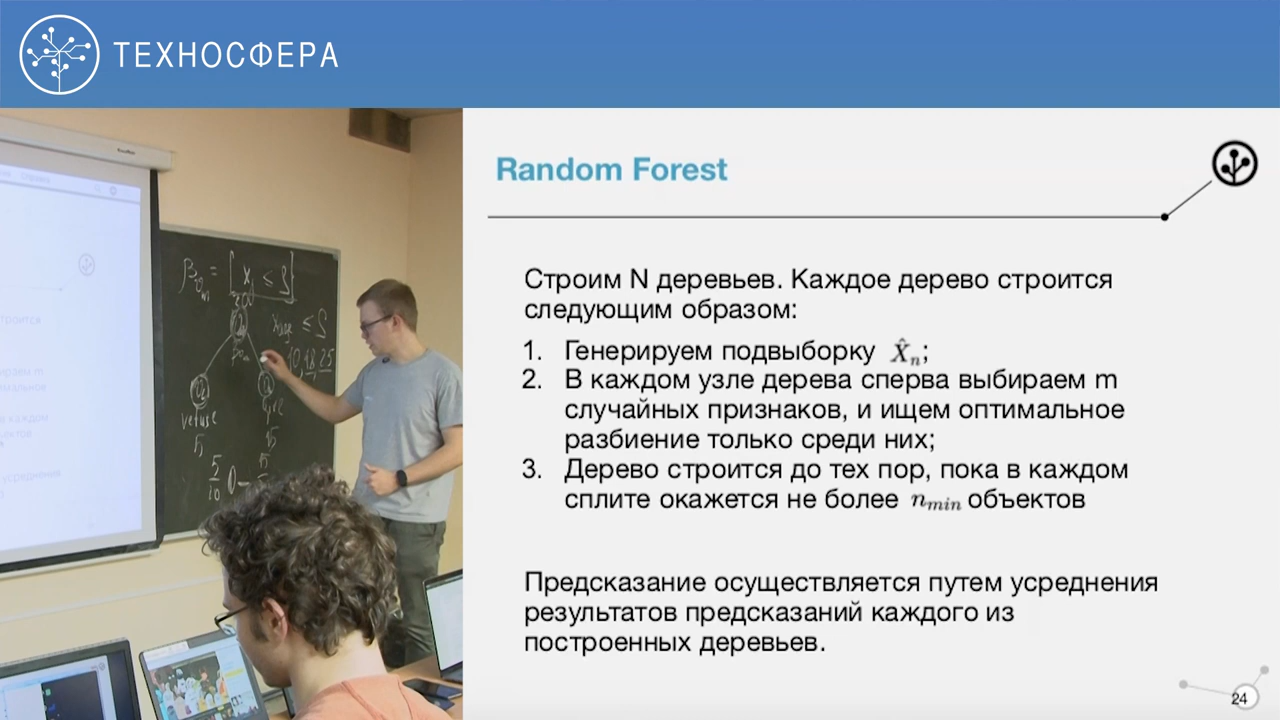 ТЕХНОСФЕРА
Random Forest
Строим N деревьев. Каждое дерево строится
следующим образом:
1. Генерируем подвыборку X̂ₙ;
2. В каждом узле дерева сперва выбираем m
случайных признаков, и ищем оптимальное
разбиение только среди них;
3. Дерево строится до тех пор, пока в каждом
сплите окажется не более nₘᵢₙ объектов
Предсказание осуществляется путем усреднения
результатов предсказаний каждого из
построенных деревьев.
24